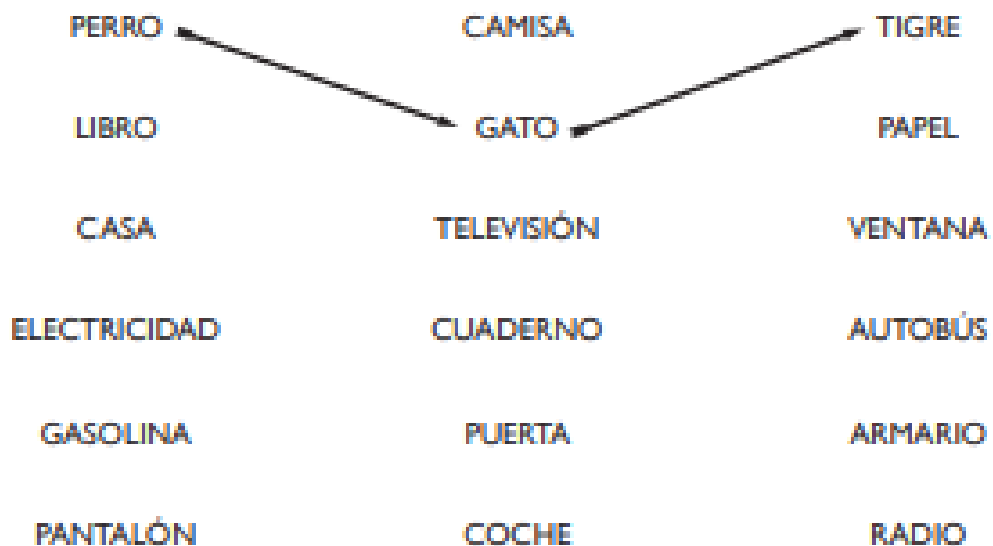 PERRO CAMISA TIGRE
LIBRO GATO PAPEL
CASA TELEVISIÓN VENTANA
ELECTRICIDAD CUADERNO AUTOBÚS
GASOLINA PUERTA ARMARIO
PANTALÓN COCHE RADIO